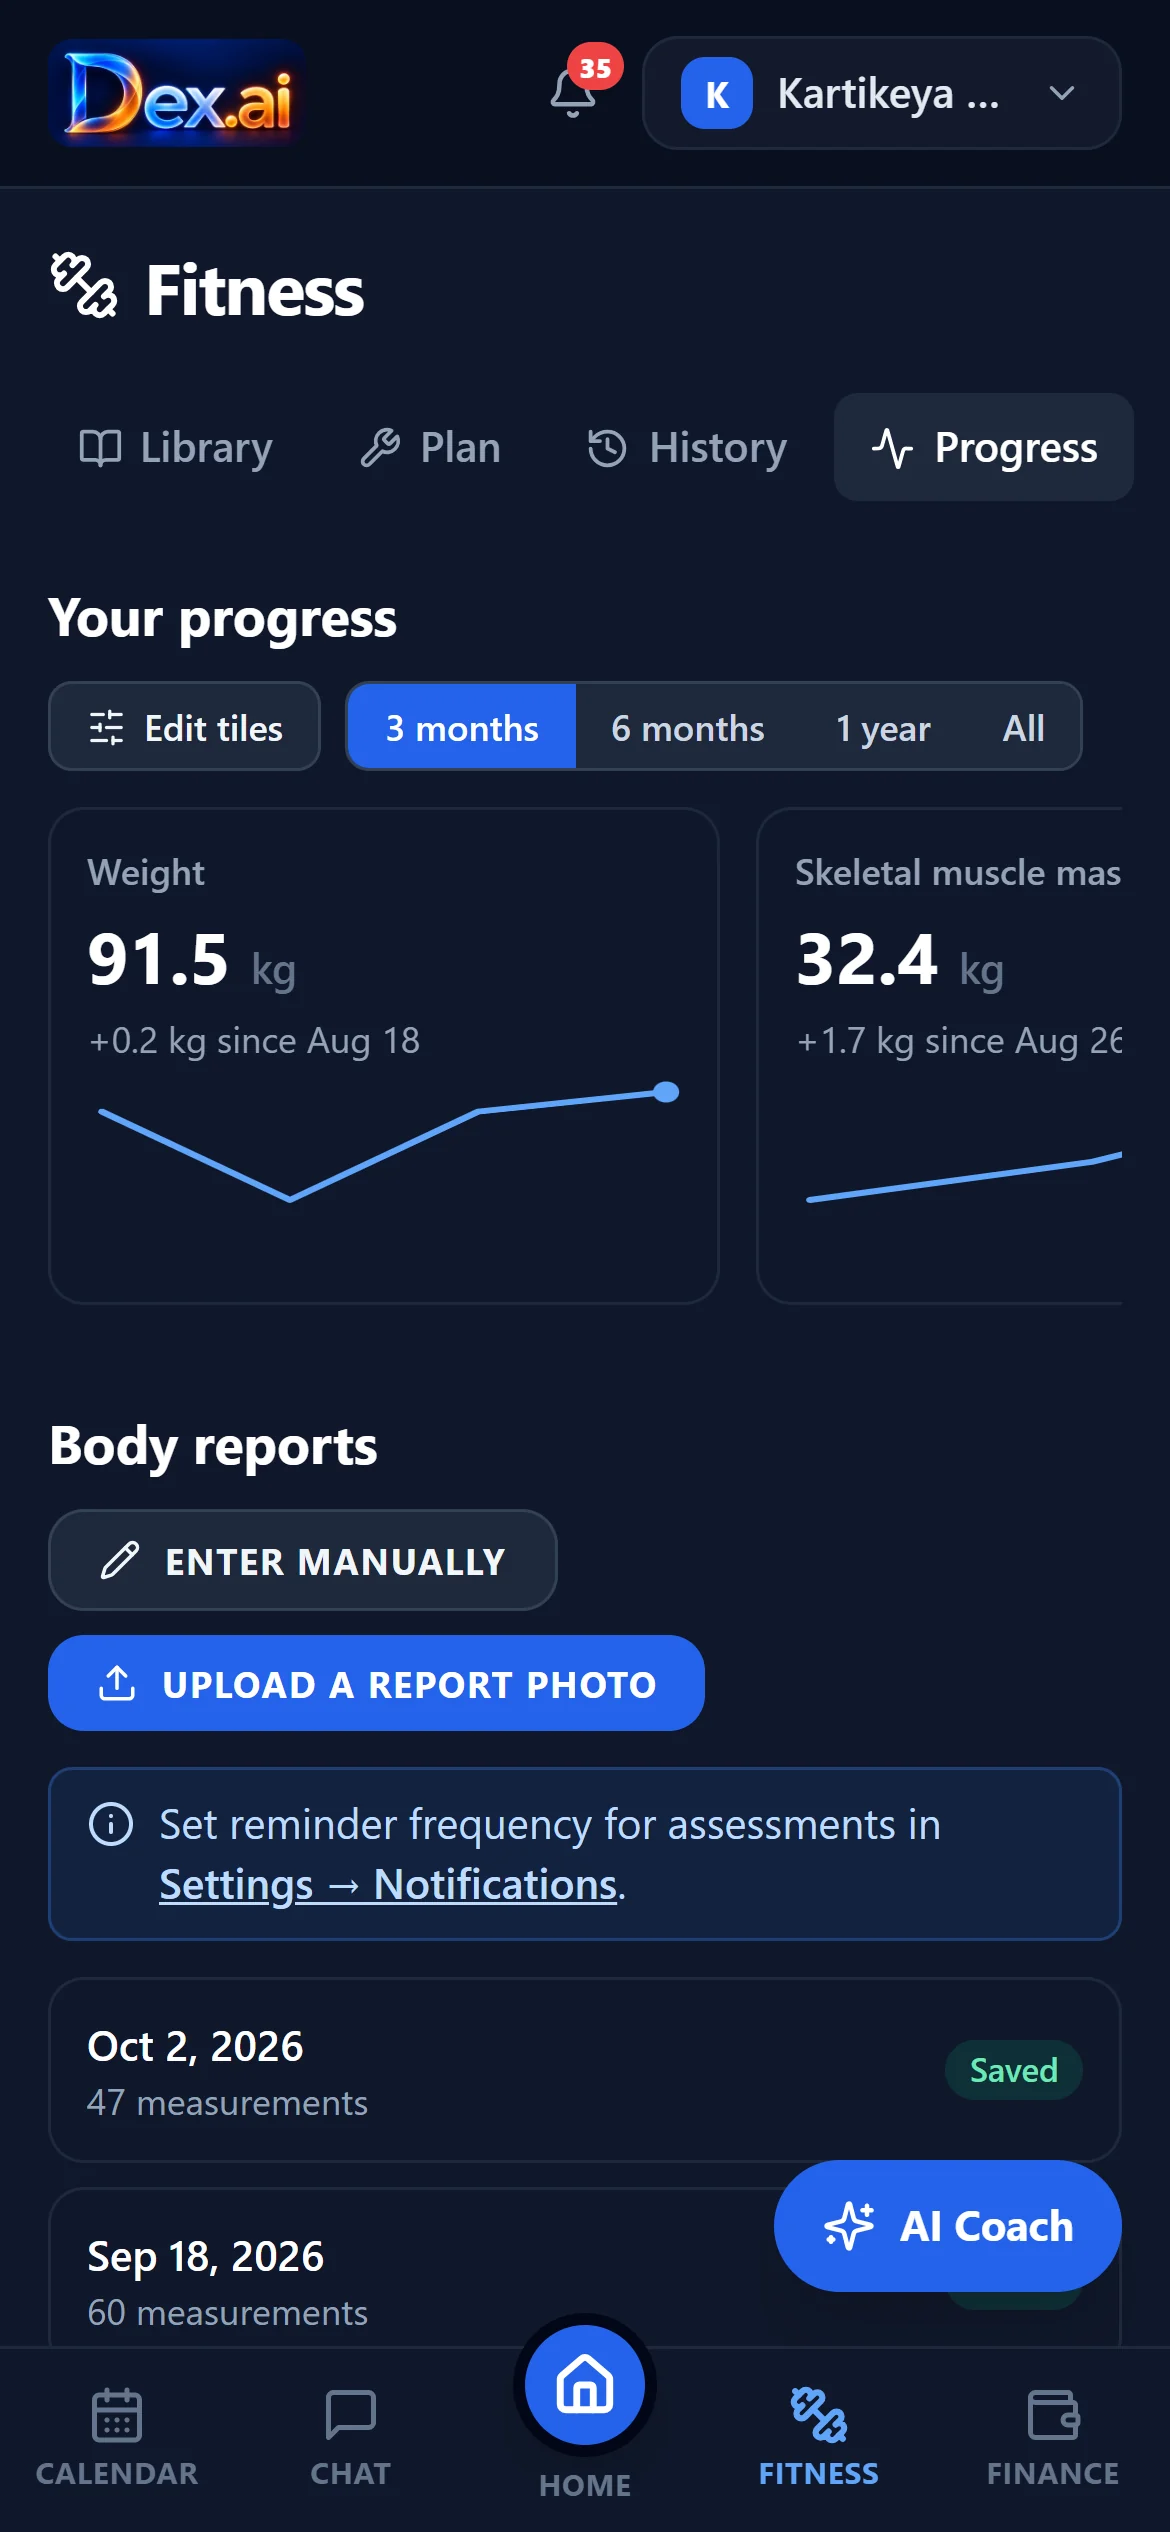 Dex.ai
35
K
Kartikeya ...
Fitness
Library
Plan
History
Progress
Your progress
Edit tiles
3 months
6 months
1 year
All
Weight
91.5 kg
+0.2 kg since Aug 18
Skeletal muscle mas
32.4 kg
+1.7 kg since Aug 26
Body reports
ENTER MANUALLY
UPLOAD A REPORT PHOTO
Set reminder frequency for assessments in
Settings → Notifications.
Oct 2, 2026
47 measurements
Saved
Sep 18, 2026
60 measurements
AI Coach
CALENDAR
CHAT
HOME
FITNESS
FINANCE